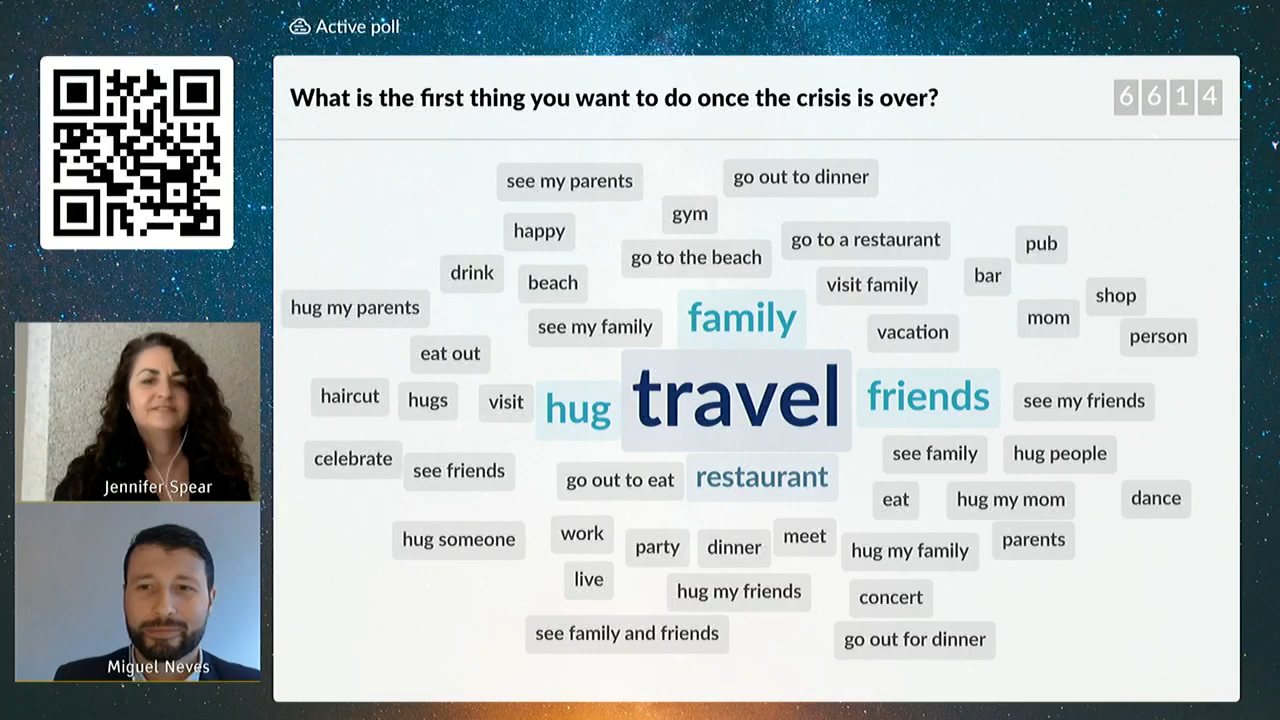 Active poll
What is the first thing you want to do once the crisis is over?
6614
see my parents
go out to dinner
gym
happy
go to a restaurant
pub
go to the beach
drink
beach
visit family
bar
shop
hug my parents
see my family
family
vacation
mom
person
eat out
haircut
hugs
visit
hug
travel
friends
see my friends
celebrate
see friends
go out to eat
restaurant
see family
hug people
eat
hug my mom
dance
hug someone
work
party
dinner
meet
hug my family
parents
live
hug my friends
concert
see family and friends
go out for dinner
Jennifer Spear
Miguel Neves